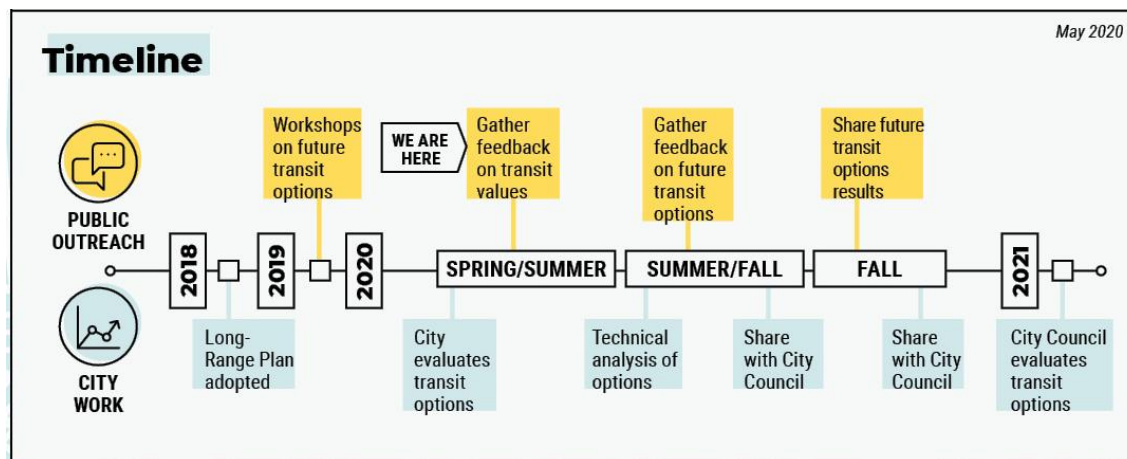 May 2020
Timeline
PUBLIC
OUTREACH
Workshops
on future
transit
options
WE ARE
HERE
Gather
feedback
on transit
values
Gather
feedback
on future
transit
options
Share future
transit
options
results
2018
2019
2020
SPRING/SUMMER
SUMMER/FALL
FALL
2021
CITY
WORK
Long-
Range Plan
adopted
City
evaluates
transit
options
Technical
analysis of
options
Share
with City
Council
Share
with City
Council
City Council
evaluates
transit
options